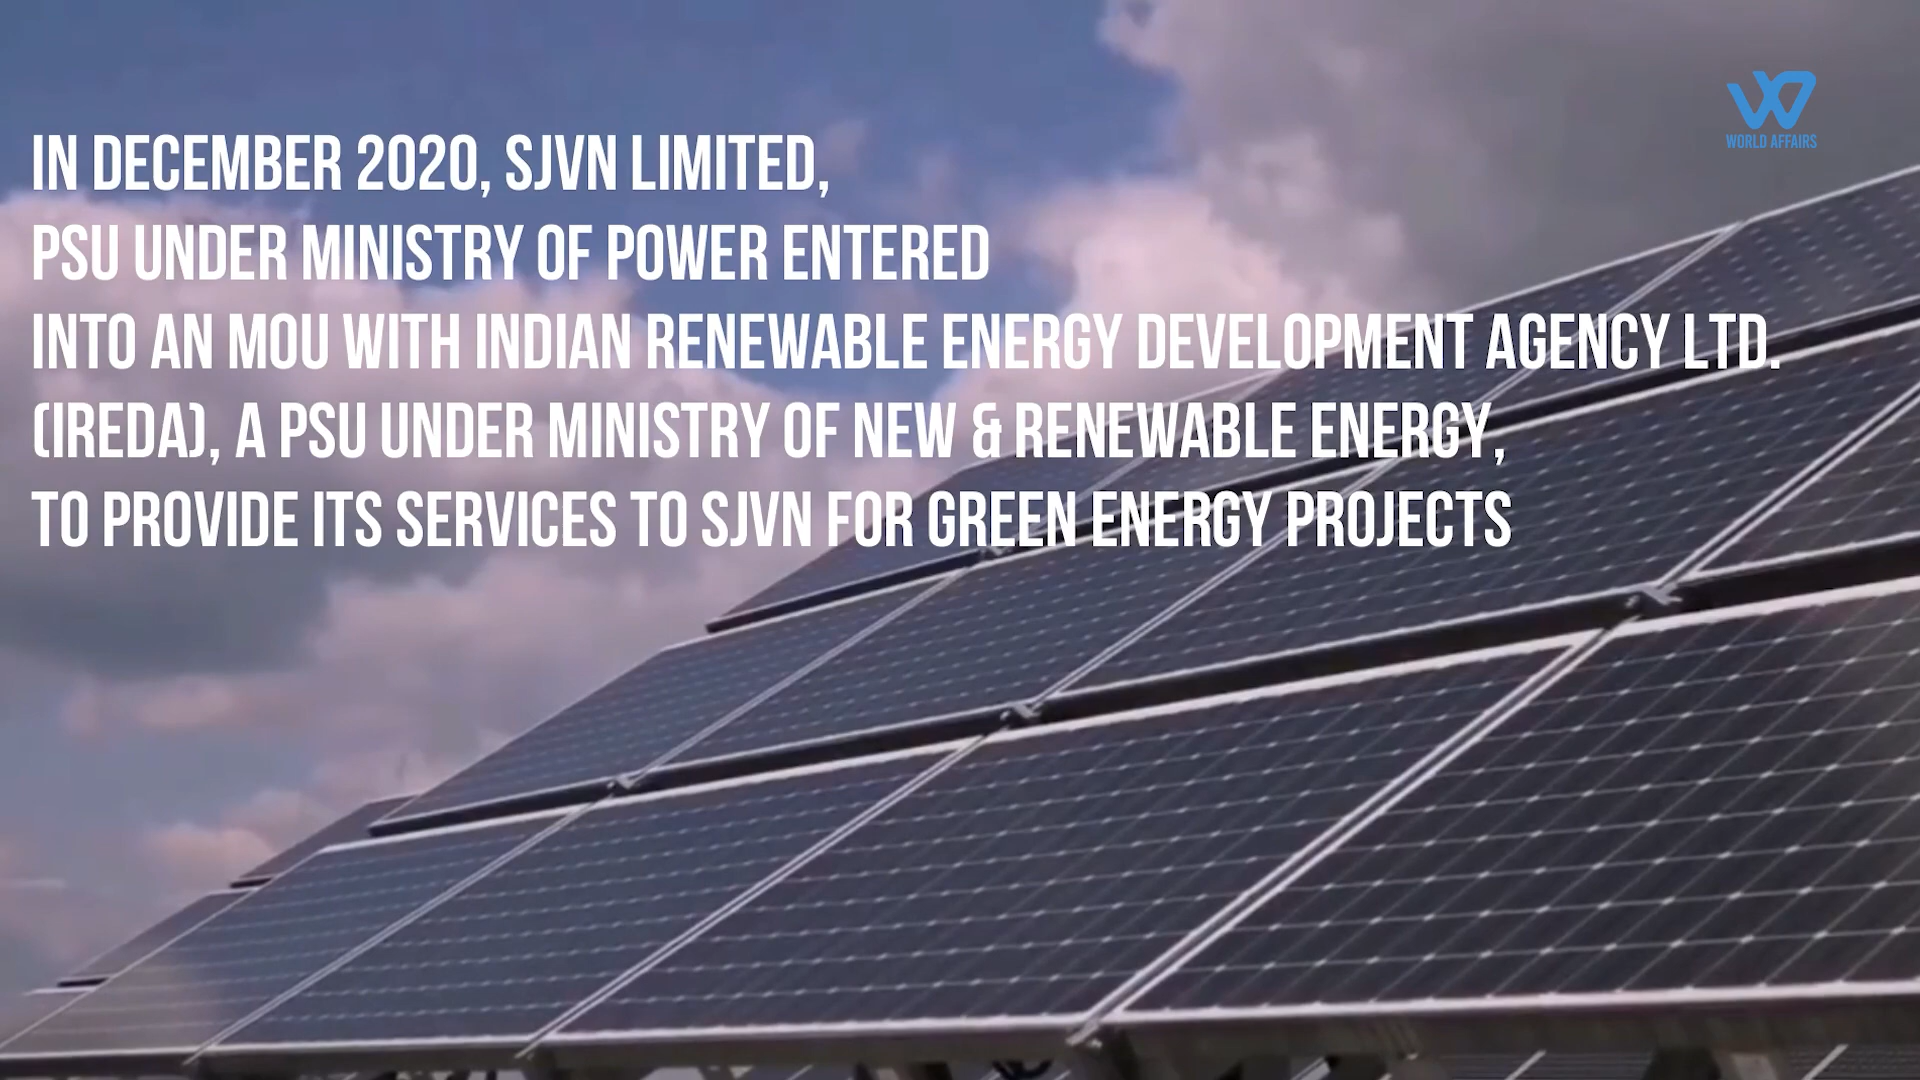 IN DECEMBER 2020, SJVN LIMITED,
PSU UNDER MINISTRY OF POWER ENTERED
INTO AN MOU WITH INDIAN RENEWABLE ENERGY DEVELOPMENT AGENCY LTD.
(IREDA), A PSU UNDER MINISTRY OF NEW & RENEWABLE ENERGY,
TO PROVIDE ITS SERVICES TO SJVN FOR GREEN ENERGY PROJECTS
WORLD AFFAIRS